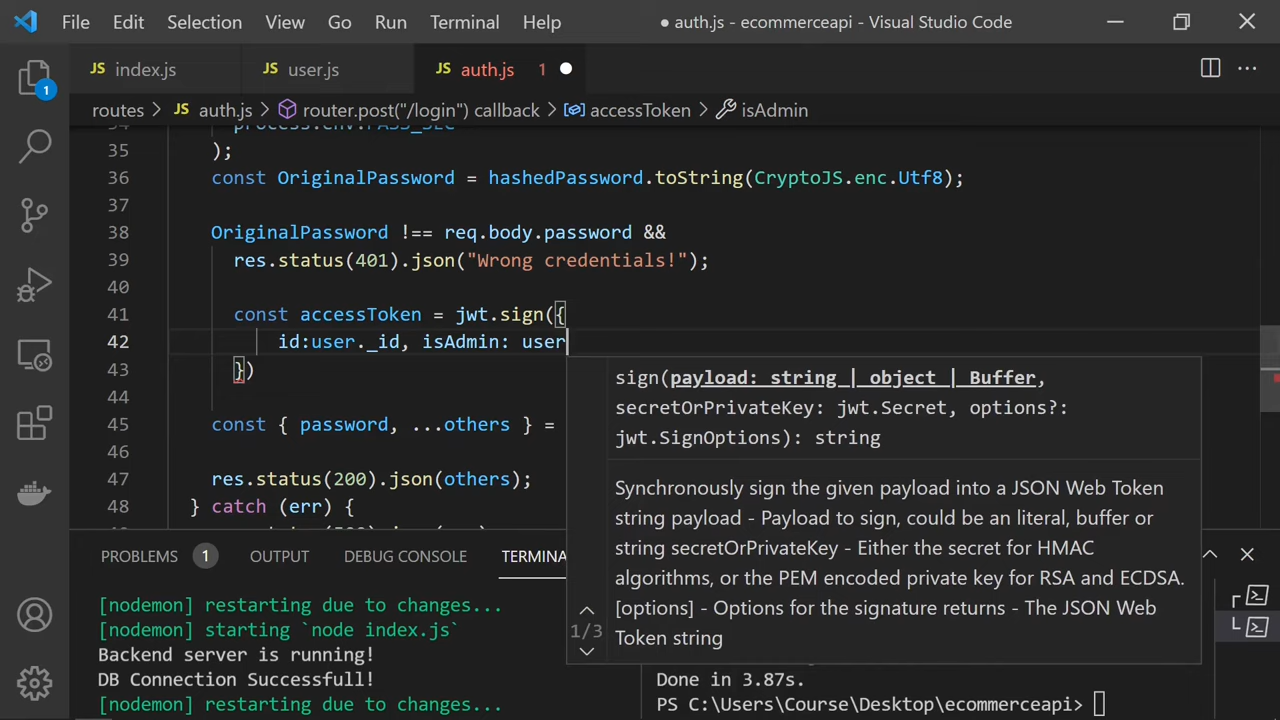 File Edit Selection View Go Run Terminal Help ● auth.js - ecommerceapi - Visual Studio Code
JS index.js JS user.js JS auth.js 1
routes > JS auth.js > router.post("/login") callback > accessToken > isAdmin
34 process.env.PASS_SEC
35 );
36 const OriginalPassword = hashedPassword.toString(CryptoJS.enc.Utf8);
37
38 OriginalPassword !== req.body.password &&
39 res.status(401).json("Wrong credentials!");
40
41 const accessToken = jwt.sign({
42 id:user._id, isAdmin: user
43 })
44
45 const { password, ...others } =
46
47 res.status(200).json(others);
48 } catch (err) {
sign(payload: string | object | Buffer,
secretOrPrivateKey: jwt.Secret, options?:
jwt.SignOptions): string
Synchronously sign the given payload into a JSON Web Token
string payload - Payload to sign, could be an literal, buffer or
string secretOrPrivateKey - Either the secret for HMAC
algorithms, or the PEM encoded private key for RSA and ECDSA.
[options] - Options for the signature returns - The JSON Web
Token string
1/3
1
PROBLEMS 1 OUTPUT DEBUG CONSOLE TERMINA
[nodemon] restarting due to changes...
[nodemon] starting `node index.js`
Backend server is running!
DB Connection Successfull!
[nodemon] restarting due to changes...
Done in 3.87s.
PS C:\Users\Course\Desktop\ecommerceapi>